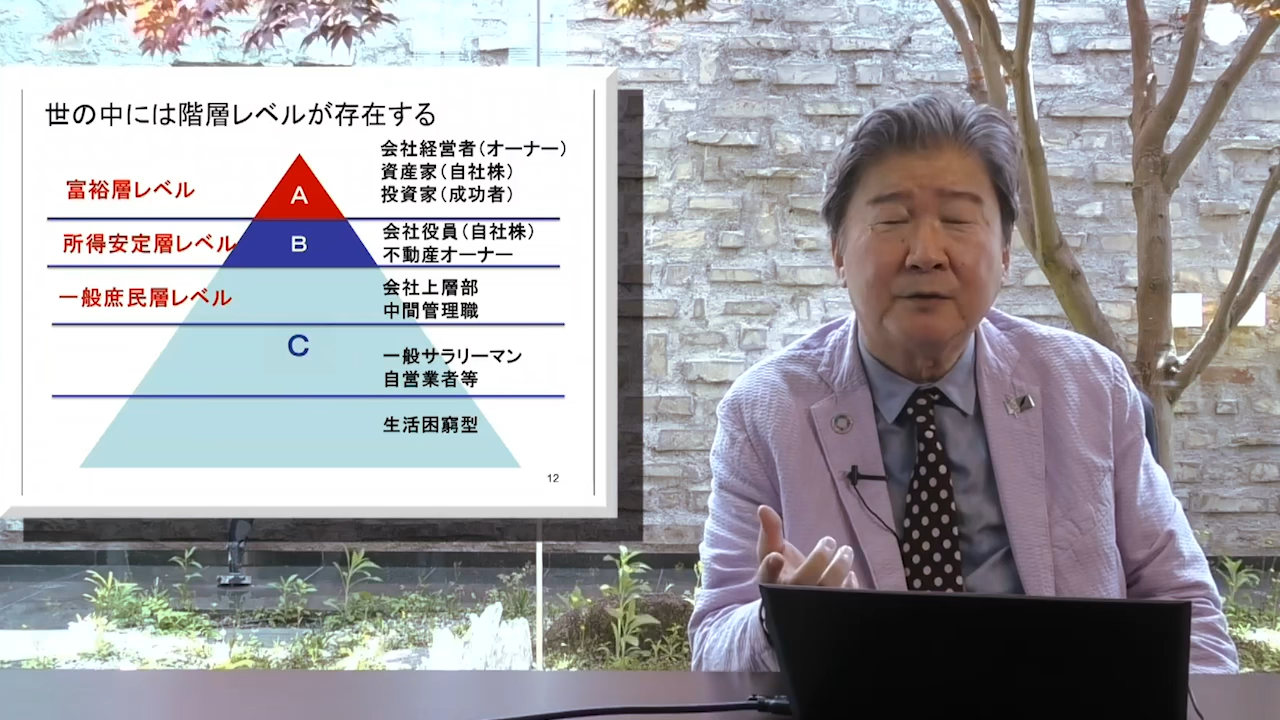 世の中には階層レベルが存在する
富裕層レベル
A
会社経営者(オーナー)
資産家(自社株)
投資家(成功者)
所得安定層レベル
B
会社役員(自社株)
不動産オーナー
一般庶民層レベル
会社上層部
中間管理職
C
一般サラリーマン
自営業者等
生活困窮型
12